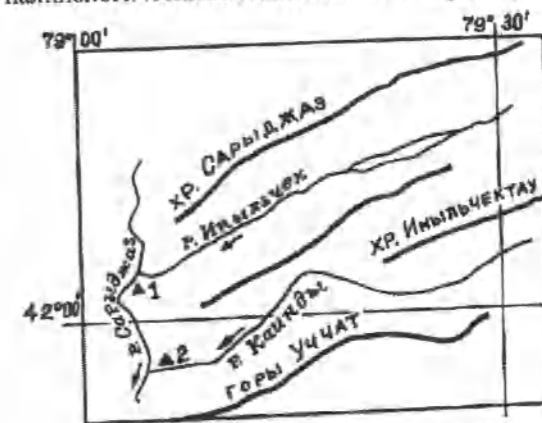 79° 00'
79° 30'
ХР. САРЫДЖАЗ
р. Иныльчек
ХР. ИНЫЛЬЧЕКТАУ
р. Сарыджаз
1
42°00'
2
р. Каинды
ГОРЫ УЧЧАТ